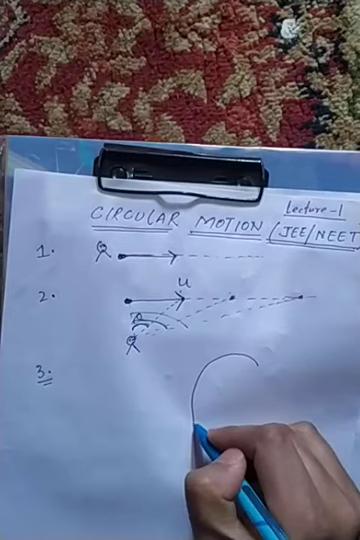 Lecture-1
CIRCULAR MOTION (JEE/NEET
1.
2. u
3.